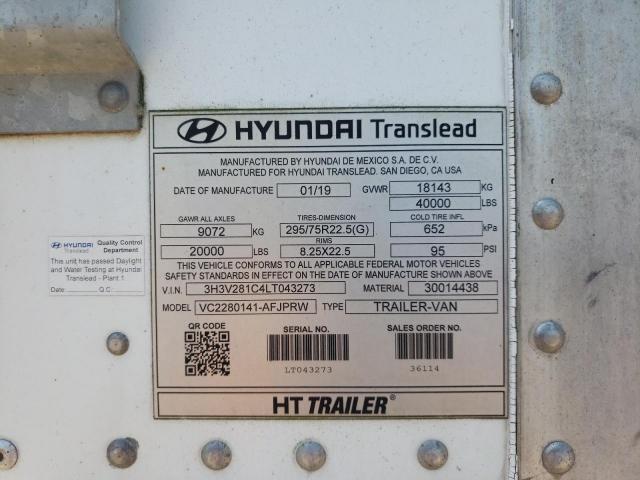 HYUNDAI Translead
MANUFACTURED BY HYUNDAI DE MEXICO S.A. DE C.V.
MANUFACTURED FOR HYUNDAI TRANSLEAD. SAN DIEGO, CA USA
DATE OF MANUFACTURE 01/19 GVWR 18143 KG
40000 LBS
GAWR ALL AXLES TIRES-DIMENSION COLD TIRE INFL
9072 KG 295/75R22.5(G) 652 kPa
RIMS
20000 LBS 8.25X22.5 95 PSI
THIS VEHICLE CONFORMS TO ALL APPLICABLE FEDERAL MOTOR VEHICLES
SAFETY STANDARDS IN EFFECT ON THE DATE OF MANUFACTURE SHOWN ABOVE
V.I.N. 3H3V281C4LT043273 MATERIAL 30014438
MODEL VC2280141-AFJPRW TYPE TRAILER-VAN
QR CODE SERIAL NO. SALES ORDER NO.
LT043273 36114
HT TRAILER®
HYUNDAI Translead Quality Control Department
This unit has passed Daylight
and Water Testing at Hyundai
Translead - Plant 1
Date: Q.C.